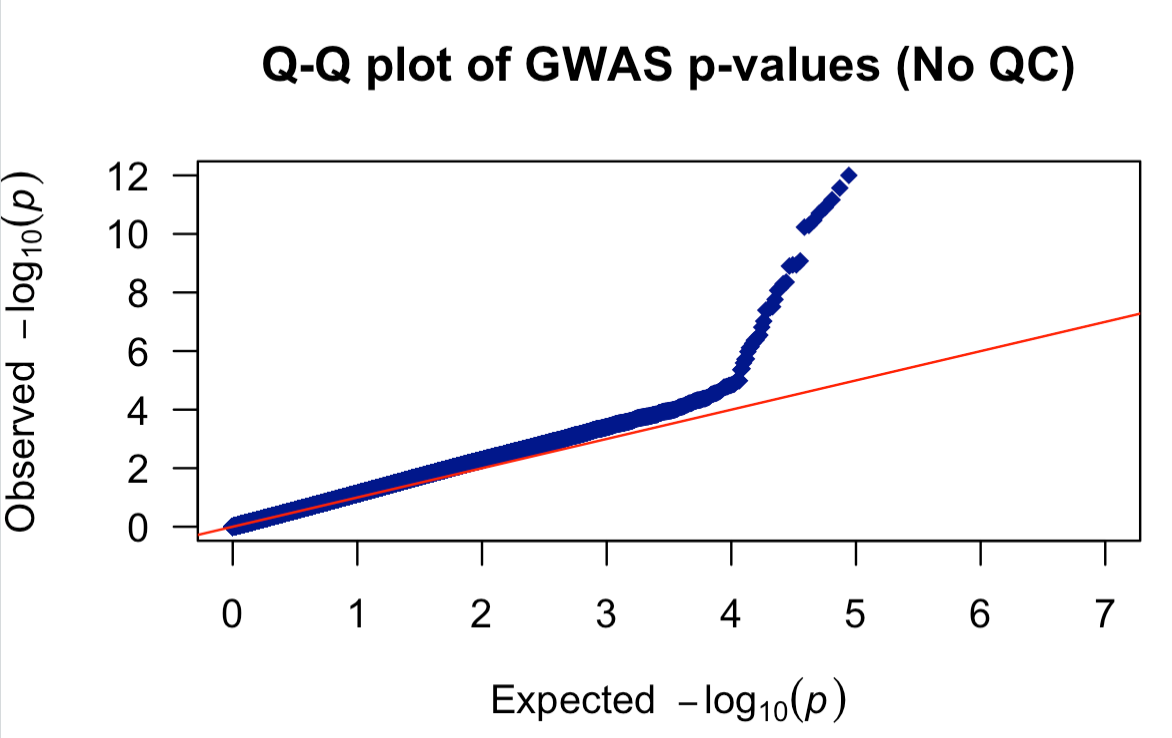 Q-Q plot of GWAS p-values (No QC)
Observed −log10(p)
12
10
8
6
4
2
0
0 1 2 3 4 5 6 7
Expected −log10(p)